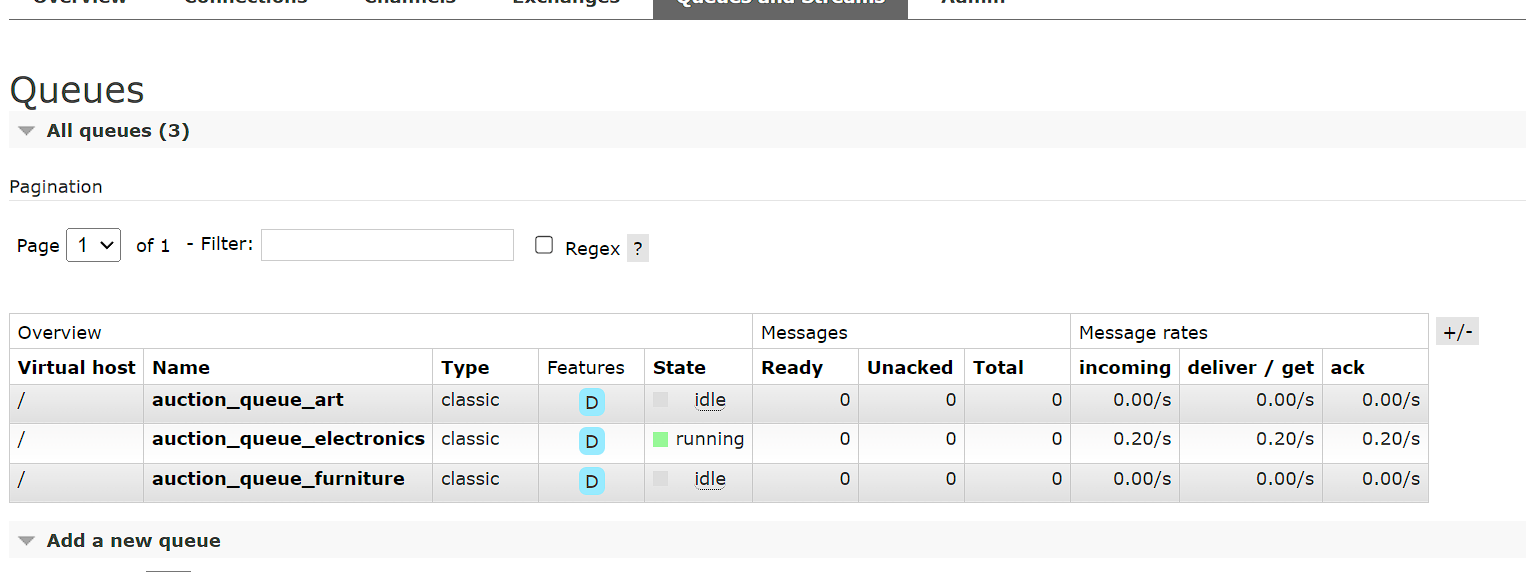 Overview Connections Channels Exchanges Queues and Streams Admin
Queues
All queues (3)
Pagination
Page 1 of 1 - Filter: Regex ?
Overview Messages Message rates +/-
Virtual host Name Type Features State Ready Unacked Total incoming deliver / get ack
/ auction_queue_art classic D idle 0 0 0 0.00/s 0.00/s 0.00/s
/ auction_queue_electronics classic D running 0 0 0 0.20/s 0.20/s 0.20/s
/ auction_queue_furniture classic D idle 0 0 0 0.00/s 0.00/s 0.00/s
Add a new queue